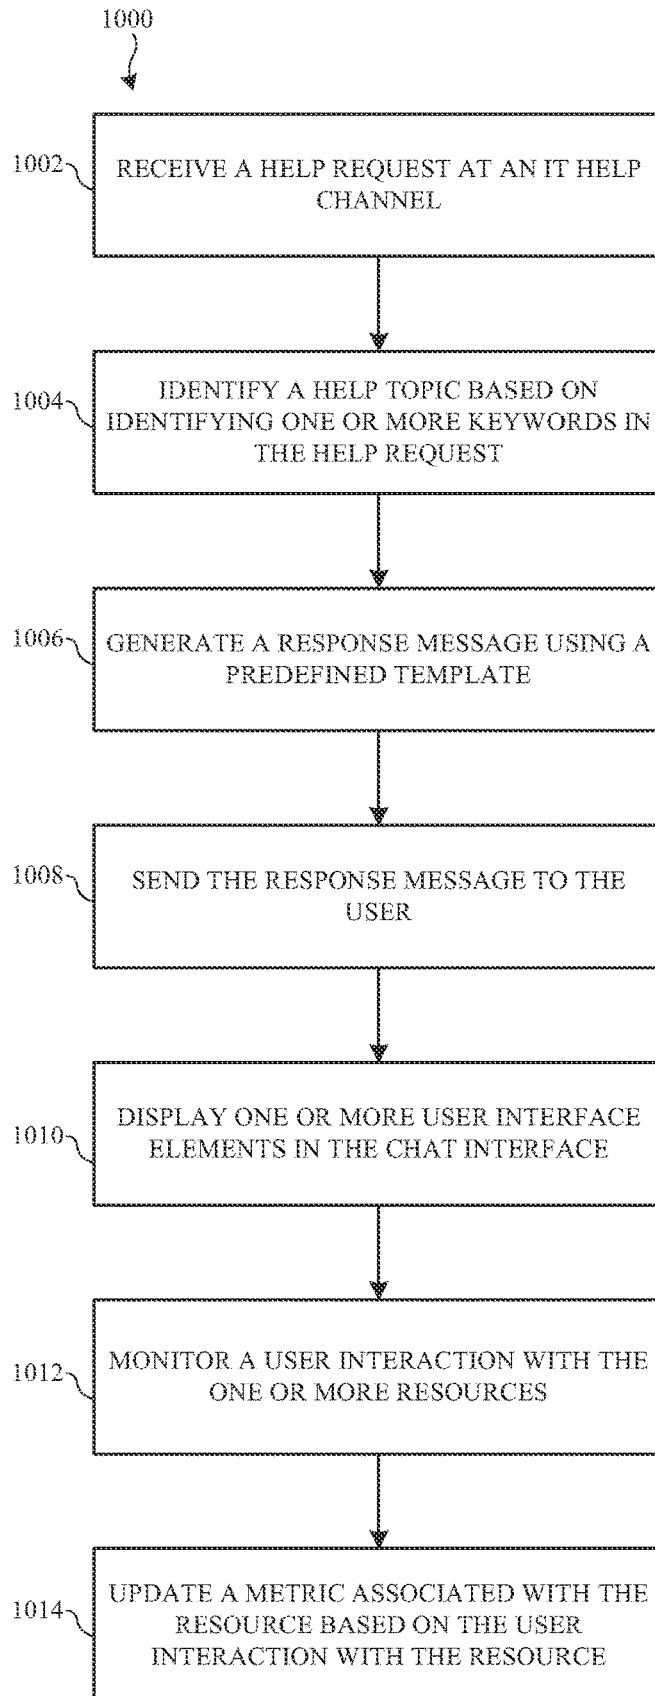 1000
1002
RECEIVE A HELP REQUEST AT AN IT HELP
CHANNEL
1004
IDENTIFY A HELP TOPIC BASED ON
IDENTIFYING ONE OR MORE KEYWORDS IN
THE HELP REQUEST
1006
GENERATE A RESPONSE MESSAGE USING A
PREDEFINED TEMPLATE
1008
SEND THE RESPONSE MESSAGE TO THE
USER
1010
DISPLAY ONE OR MORE USER INTERFACE
ELEMENTS IN THE CHAT INTERFACE
1012
MONITOR A USER INTERACTION WITH THE
ONE OR MORE RESOURCES
1014
UPDATE A METRIC ASSOCIATED WITH THE
RESOURCE BASED ON THE USER
INTERACTION WITH THE RESOURCE